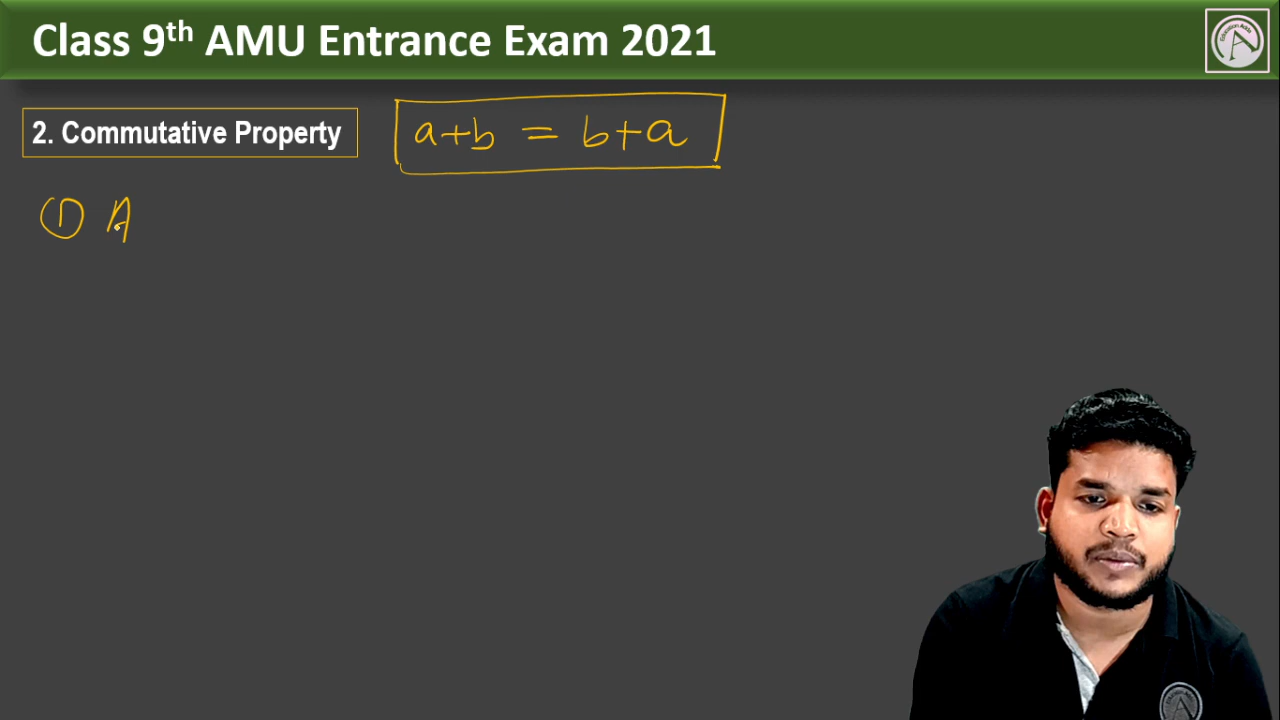 Class 9th AMU Entrance Exam 2021
2. Commutative Property
a+b = b+a
① A